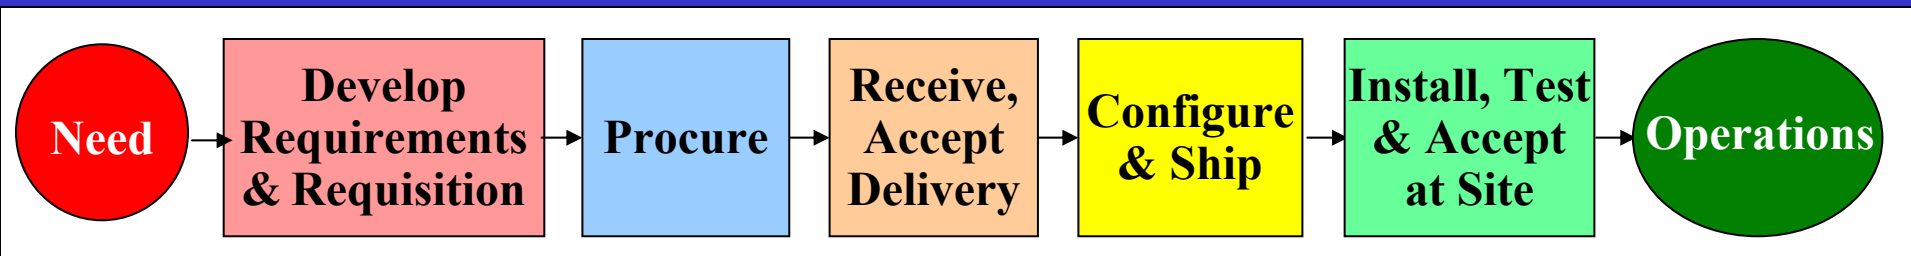 Need
Develop
Requirements
& Requisition
Procure
Receive,
Accept
Delivery
Configure
& Ship
Install, Test
& Accept
at Site
Operations